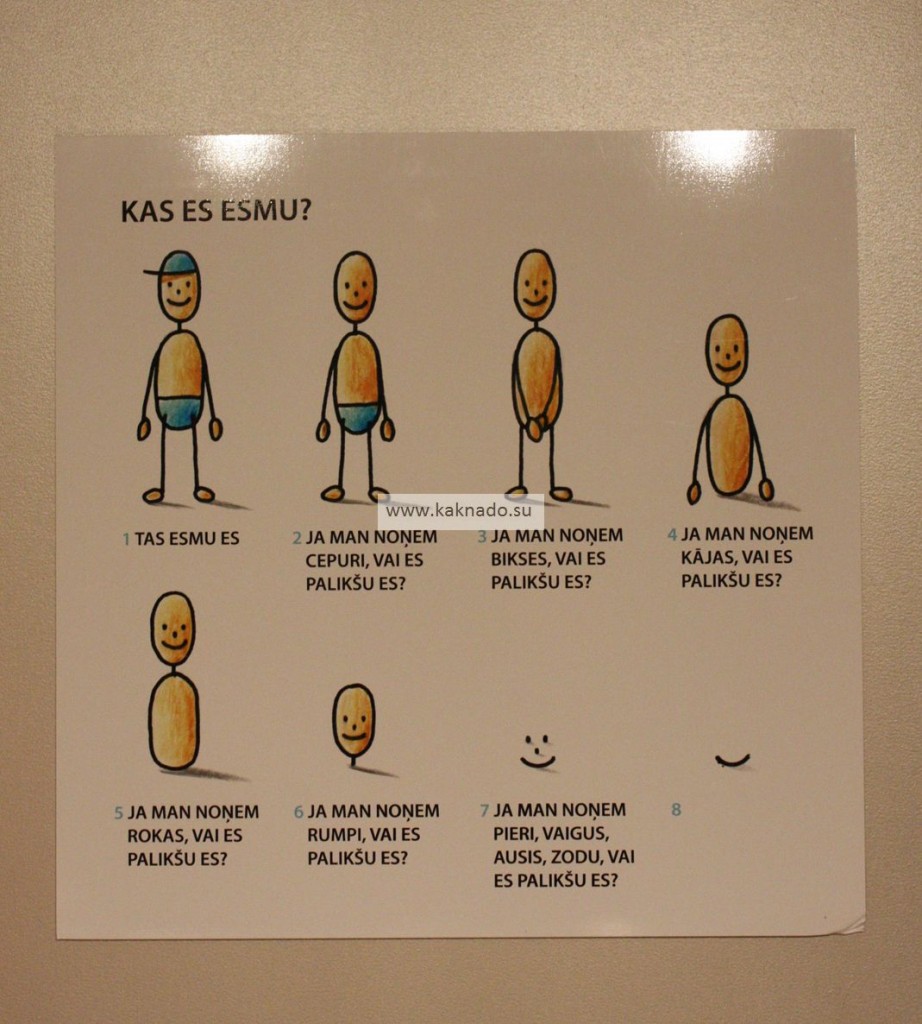 KAS ES ESMU?
www.kaknado.su
1 TAS ESMU ES
2 JA MAN NOŅEM
CEPURI, VAI ES
PALIKŠU ES?
3 JA MAN NOŅEM
BIKSES, VAI ES
PALIKŠU ES?
4 JA MAN NOŅEM
KĀJAS, VAI ES
PALIKŠU ES?
5 JA MAN NOŅEM
ROKAS, VAI ES
PALIKŠU ES?
6 JA MAN NOŅEM
RUMPI, VAI ES
PALIKŠU ES?
7 JA MAN NOŅEM
PIERI, VAIGUS,
AUSIS, ZODU, VAI
ES PALIKŠU ES?
8